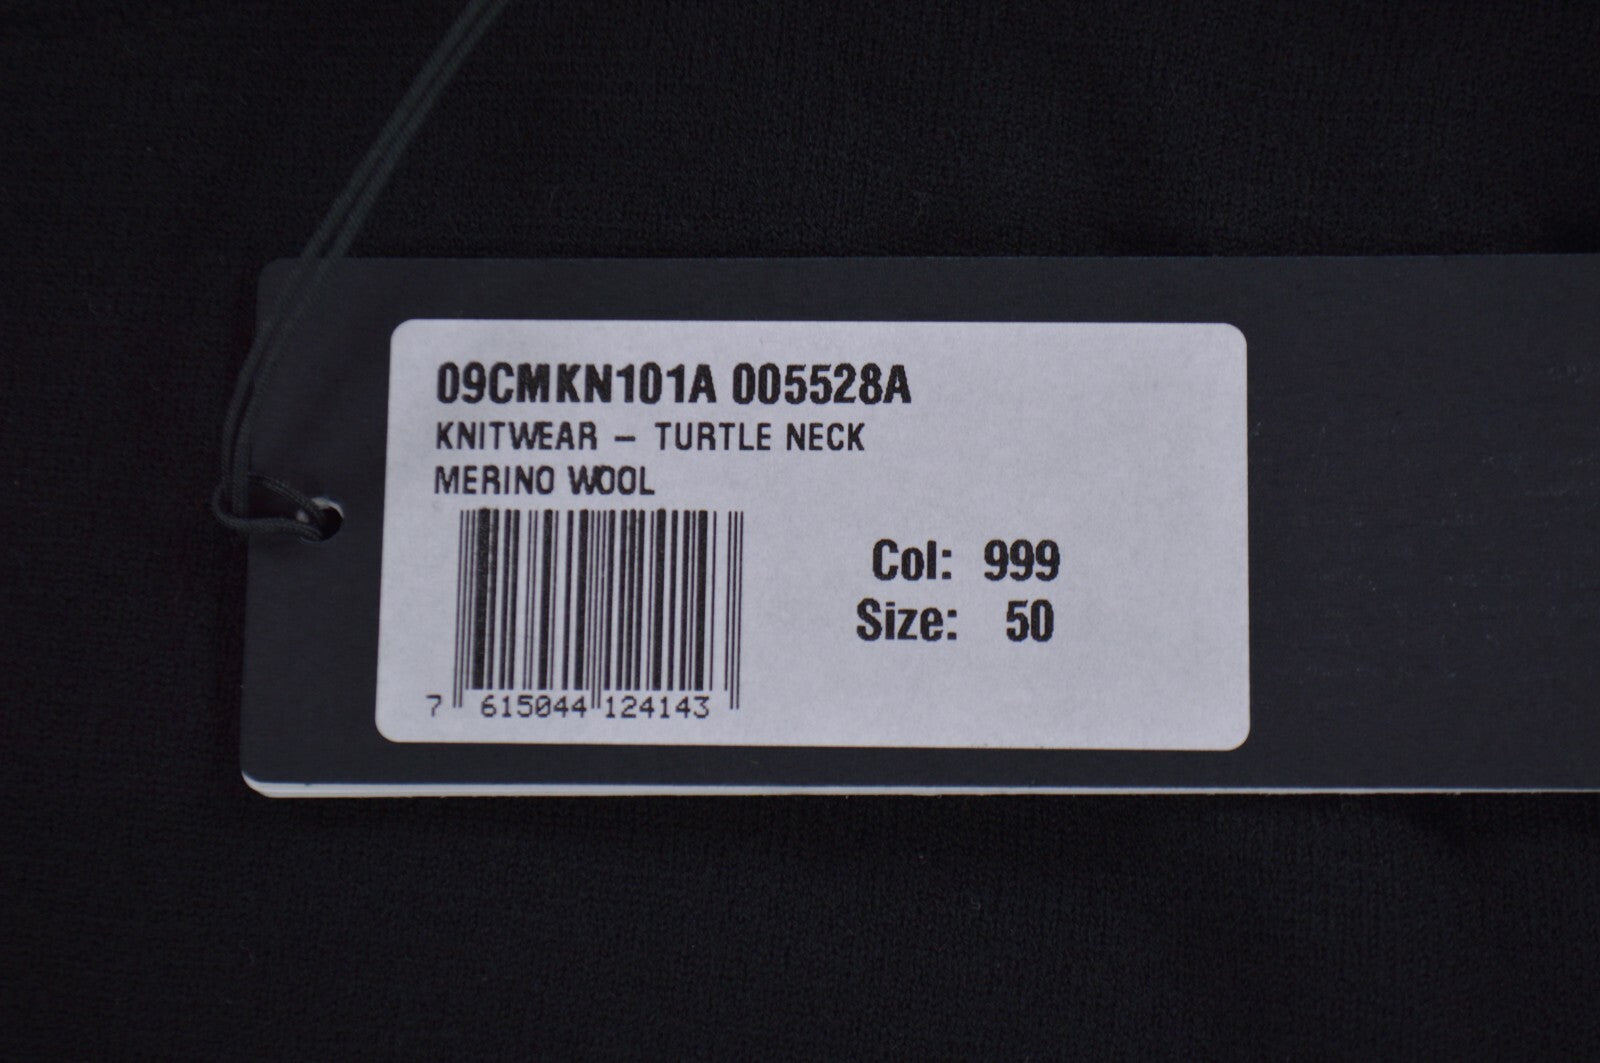 09CMKN101A 005528A
KNITWEAR – TURTLE NECK
MERINO WOOL
Col: 999
Size: 50
7 615044 124143